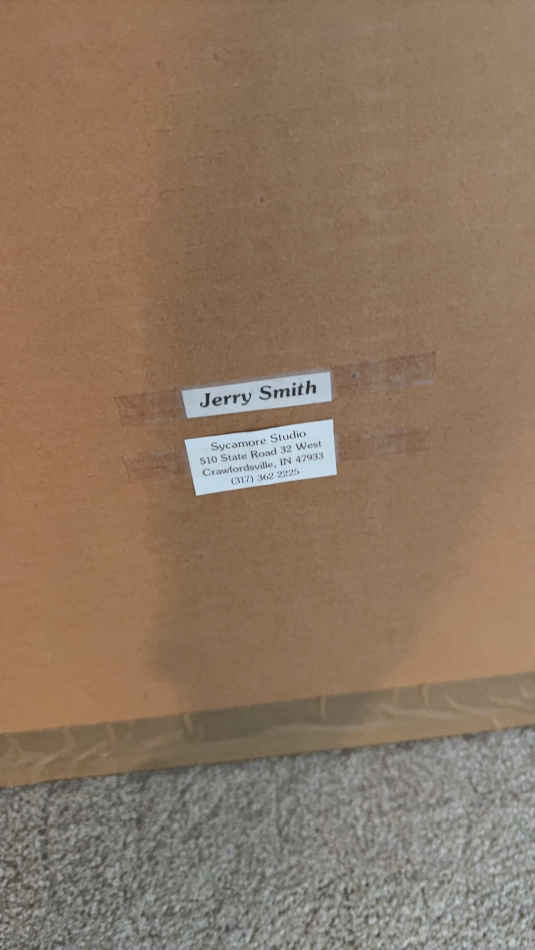 Jerry Smith
Sycamore Studio
510 State Road 32 West
Crawfordsville, IN 47933
(317) 362-2225